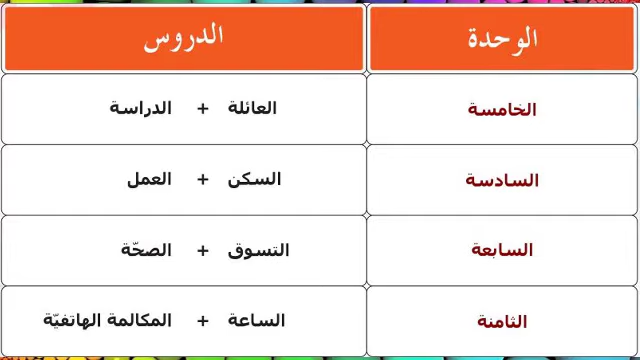 الوحدة الدروس
الخامسة العائلة + الدراسة
السادسة السكن + العمل
السابعة التسوق + الصحّة
الثامنة الساعة + المكالمة الهاتفيّة